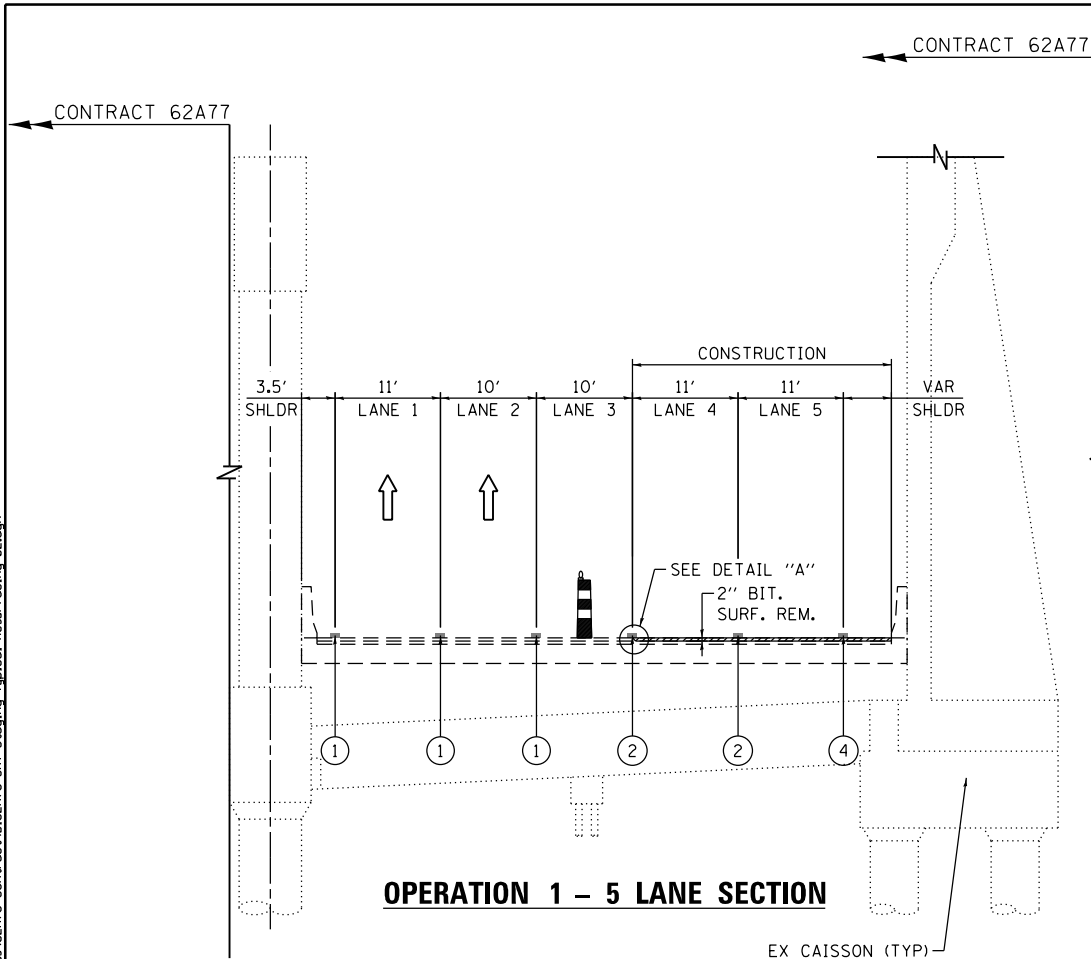 CONTRACT 62A77
CONTRACT 62A77
CONSTRUCTION
3.5' 11' 10' 10' 11' 11' VAR
SHLDR LANE 1 LANE 2 LANE 3 LANE 4 LANE 5 SHLDR
SEE DETAIL "A"
2" BIT.
SURF. REM.
1 1 1 2 2 4
OPERATION 1 - 5 LANE SECTION
EX CAISSON (TYP)